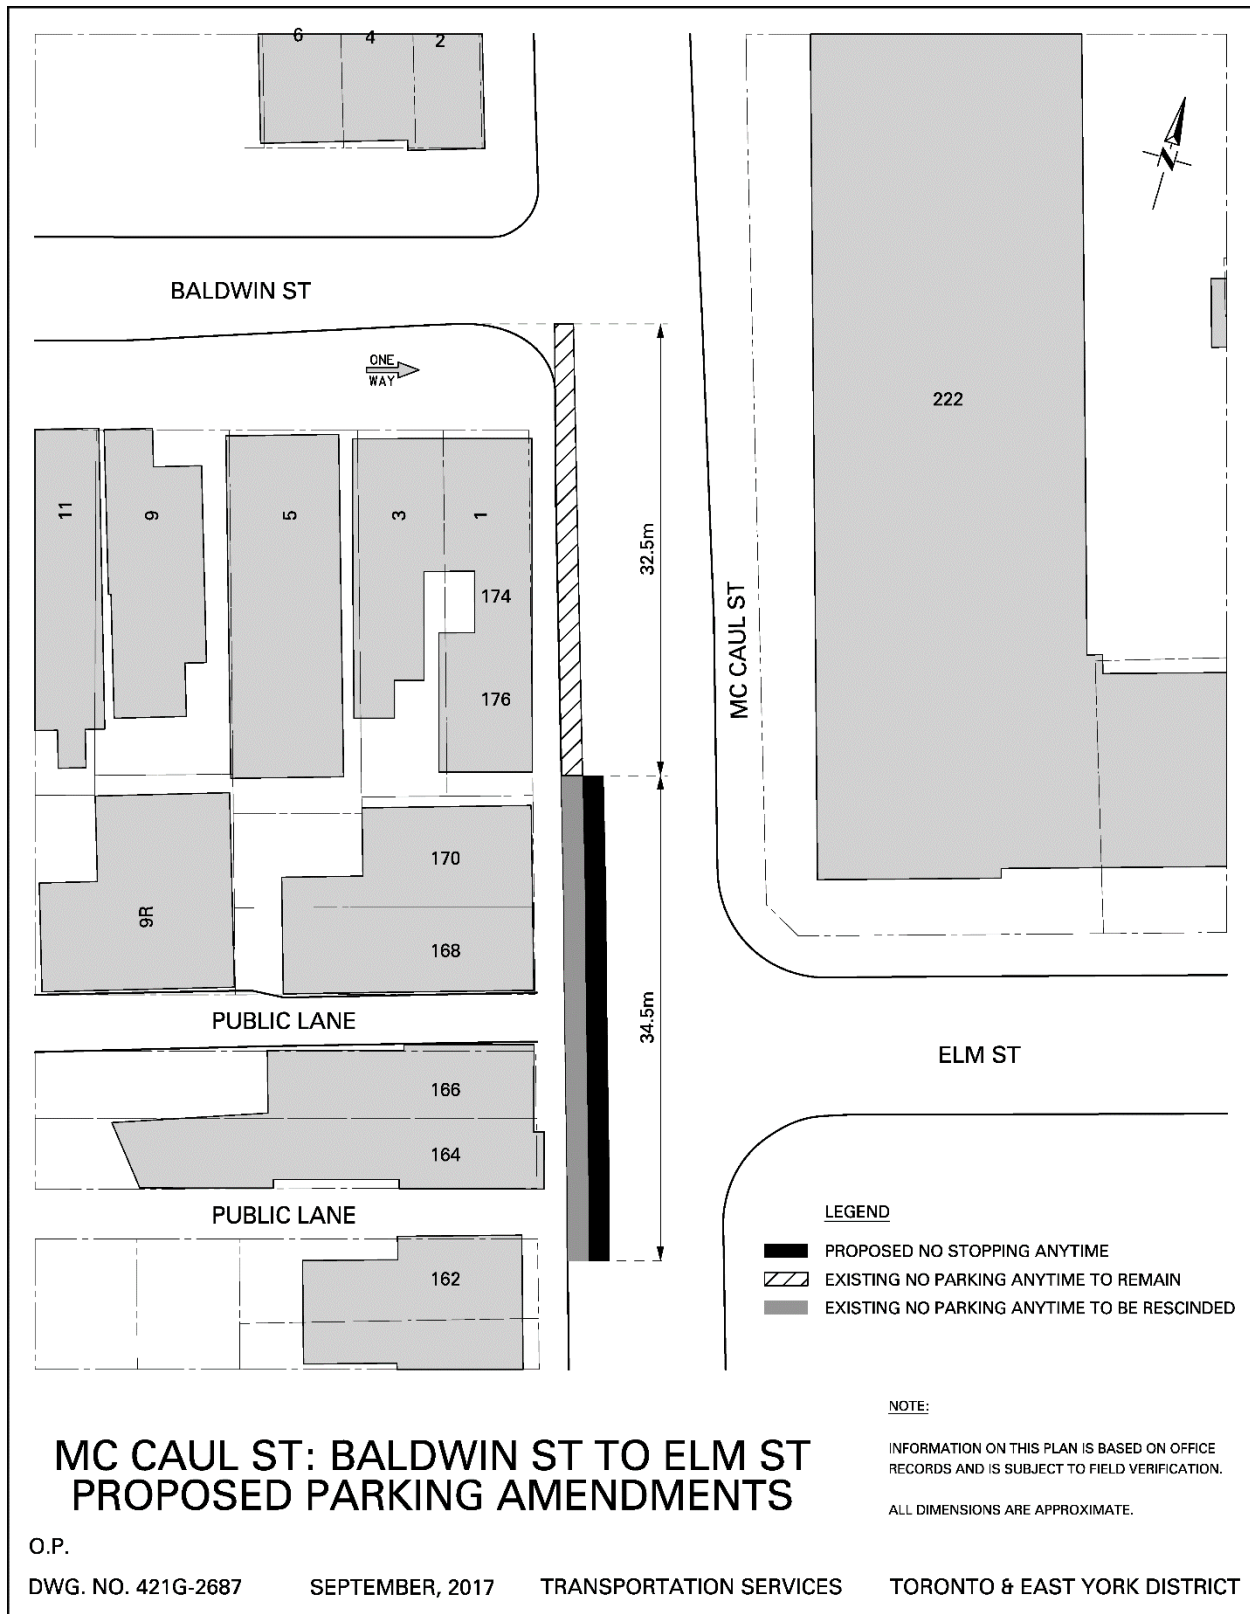 6
4
2
N
BALDWIN ST
ONE
WAY
222
11
9
5
3
1
174
176
32.5m
MC CAUL ST
170
9R
168
34.5m
PUBLIC LANE
ELM ST
166
164
PUBLIC LANE
162
LEGEND
PROPOSED NO STOPPING ANYTIME
EXISTING NO PARKING ANYTIME TO REMAIN
EXISTING NO PARKING ANYTIME TO BE RESCINDED
NOTE:
INFORMATION ON THIS PLAN IS BASED ON OFFICE
RECORDS AND IS SUBJECT TO FIELD VERIFICATION.
ALL DIMENSIONS ARE APPROXIMATE.
MC CAUL ST: BALDWIN ST TO ELM ST
PROPOSED PARKING AMENDMENTS
O.P.
DWG. NO. 421G-2687 SEPTEMBER, 2017 TRANSPORTATION SERVICES TORONTO & EAST YORK DISTRICT